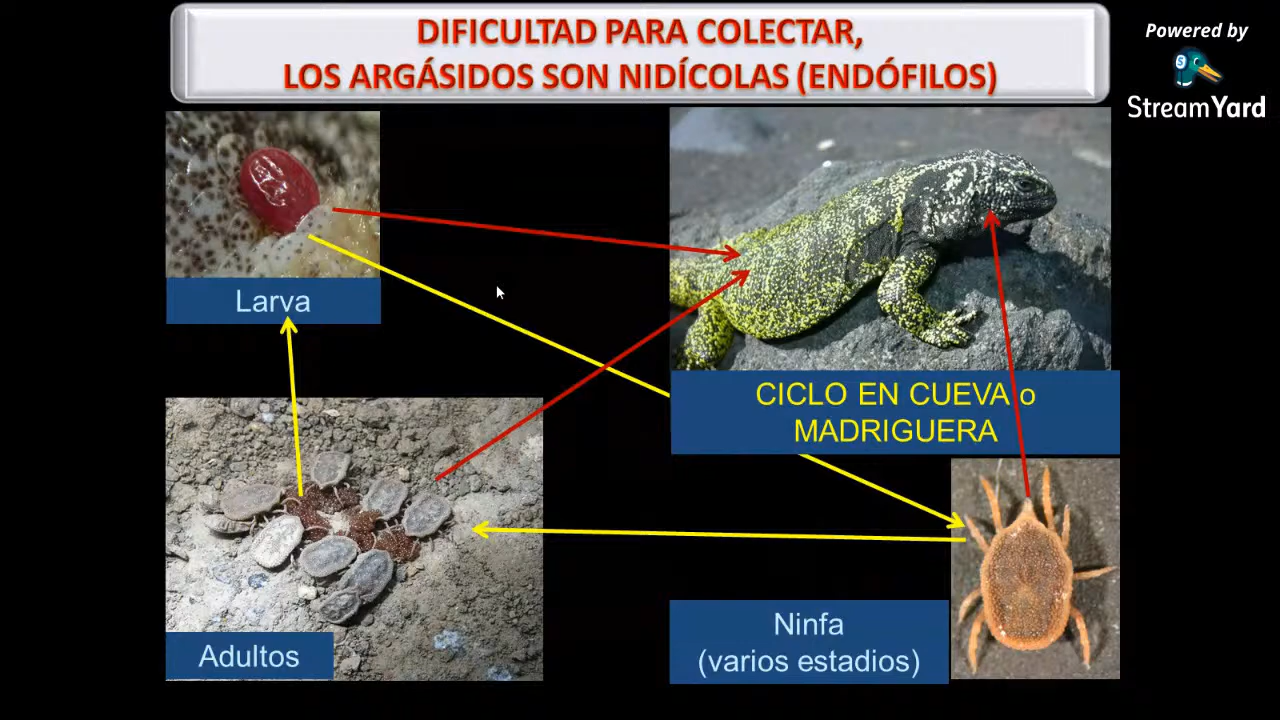 DIFICULTAD PARA COLECTAR,
LOS ARGÁSIDOS SON NIDÍCOLAS (ENDÓFILOS)
Powered by
StreamYard
Larva
CICLO EN CUEVA o
MADRIGUERA
Adultos
Ninfa
(varios estadios)